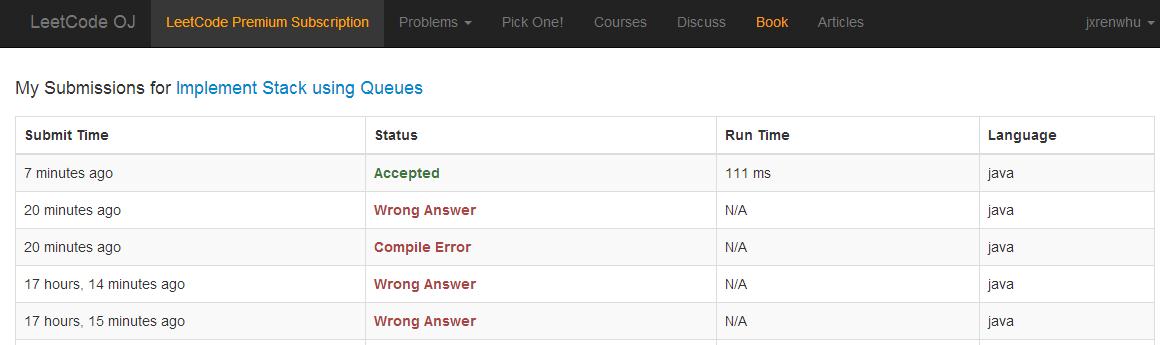 LeetCode OJ LeetCode Premium Subscription Problems Pick One! Courses Discuss Book Articles jxrenwhu
My Submissions for Implement Stack using Queues
Submit Time Status Run Time Language
7 minutes ago Accepted 111 ms java
20 minutes ago Wrong Answer N/A java
20 minutes ago Compile Error N/A java
17 hours, 14 minutes ago Wrong Answer N/A java
17 hours, 15 minutes ago Wrong Answer N/A java